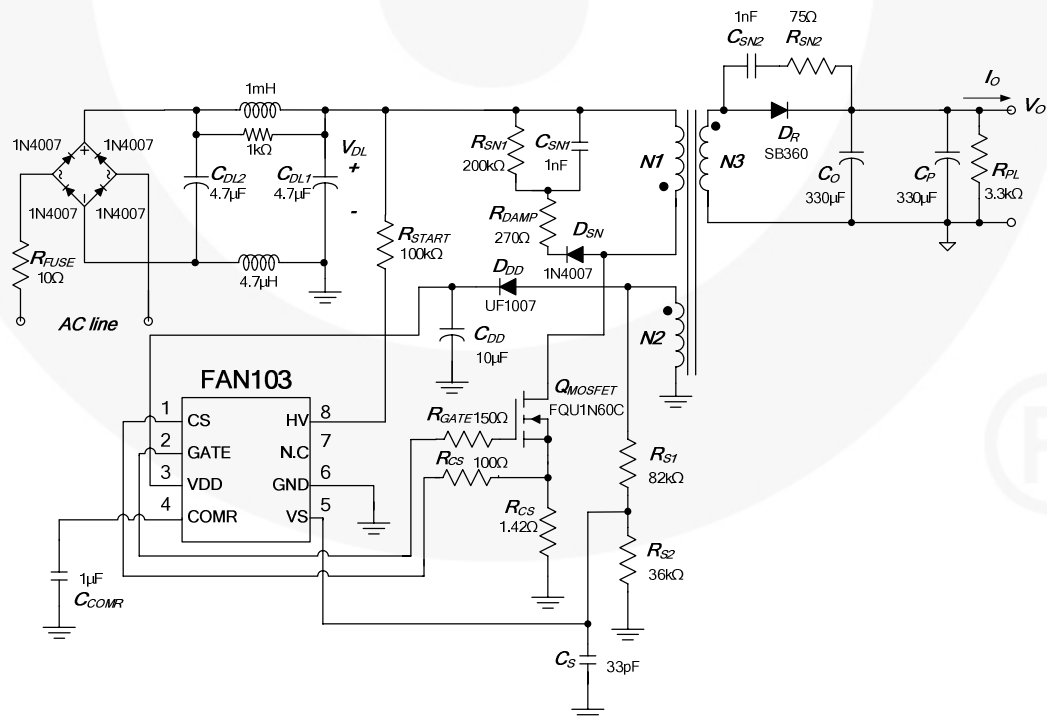 1nF 75Ω
CSN2 RSN2
IO
VO
1mH
1N4007 1N4007
1kΩ
VDL
+
-
RSN1
200kΩ
CSN1
1nF
N1
N3
DR
SB360
CDL2
4.7µF
CDL1
4.7µF
CO
330µF
CP
330µF
RPL
3.3kΩ
+
-
1N4007 1N4007
RDAMP
270Ω
DSN
1N4007
RSTART
100kΩ
RFUSE
10Ω
4.7µH
DDD
UF1007
AC line
CDD
10µF
N2
FAN103
QMOSFET
FQU1N60C
1 CS HV 8
2 GATE N.C 7
3 VDD GND 6
4 COMR VS 5
RGATE 150Ω
RCS 100Ω
RS1
82kΩ
RCS
1.42Ω
RS2
36kΩ
1µF
CCOMR
CS 33pF
R